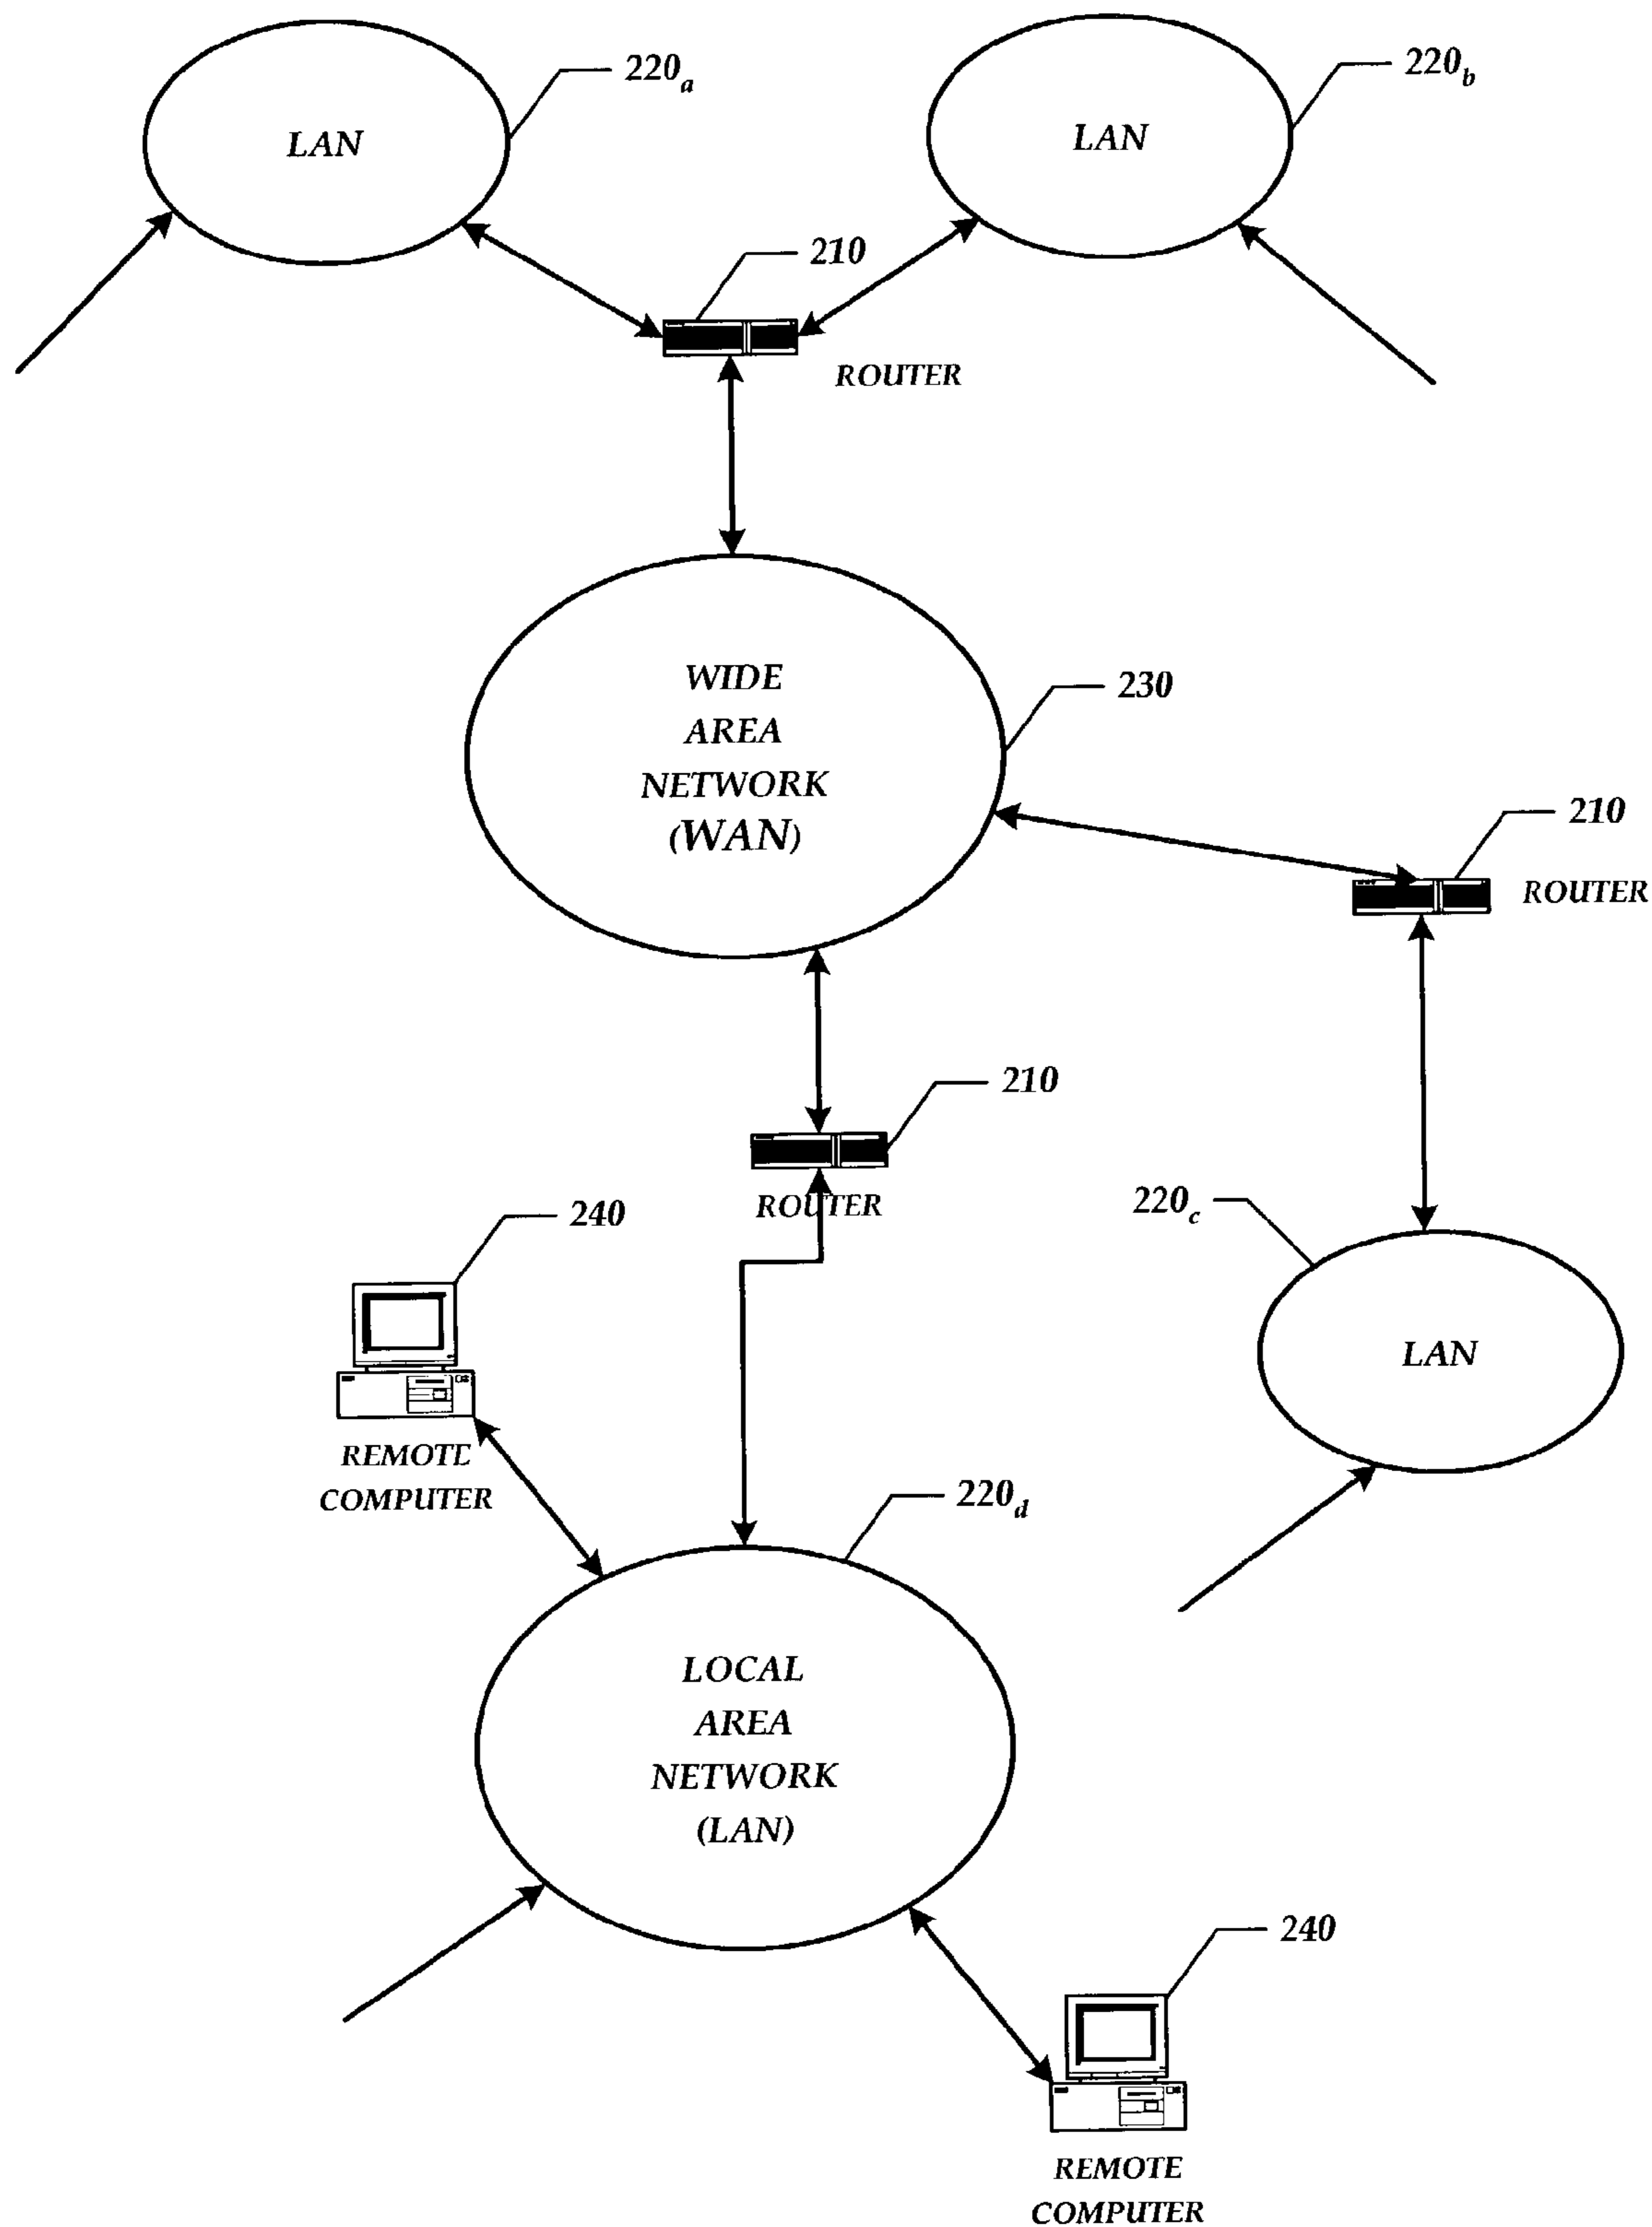 220a
220b
LAN
LAN
210
ROUTER
WIDE
AREA
NETWORK
(WAN)
230
210
ROUTER
210
ROUTER
220c
240
LAN
REMOTE
COMPUTER
220d
LOCAL
AREA
NETWORK
(LAN)
240
REMOTE
COMPUTER